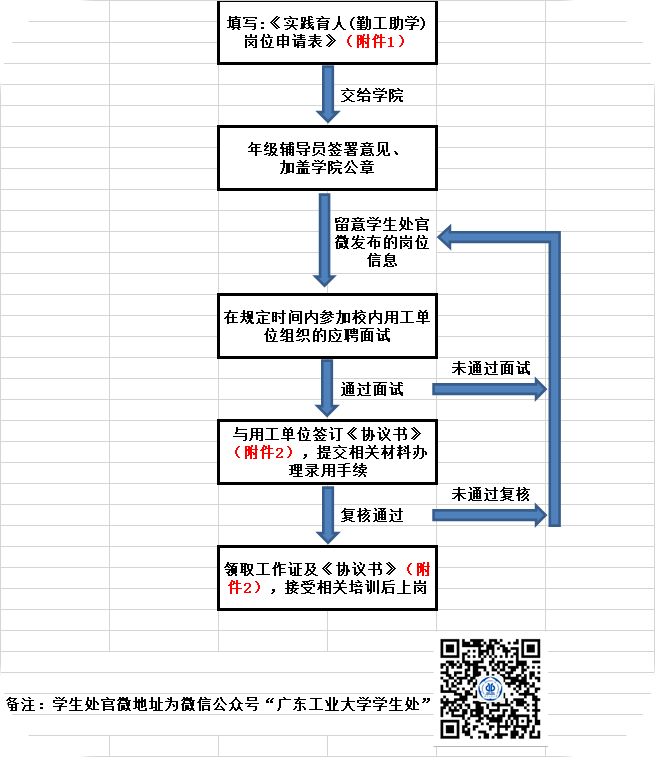 填写:《实践育人(勤工助学)
岗位申请表》（附件1）
交给学院
年级辅导员签署意见、
加盖学院公章
留意学生处官
微发布的岗位
信息
在规定时间内参加校内用工单
位组织的应聘面试
未通过面试
通过面试
与用工单位签订《协议书》
（附件2），提交相关材料办
理录用手续
未通过复核
复核通过
领取工作证及《协议书》（附
件2），接受相关培训后上岗
备注：学生处官微地址为微信公众号“广东工业大学学生处”